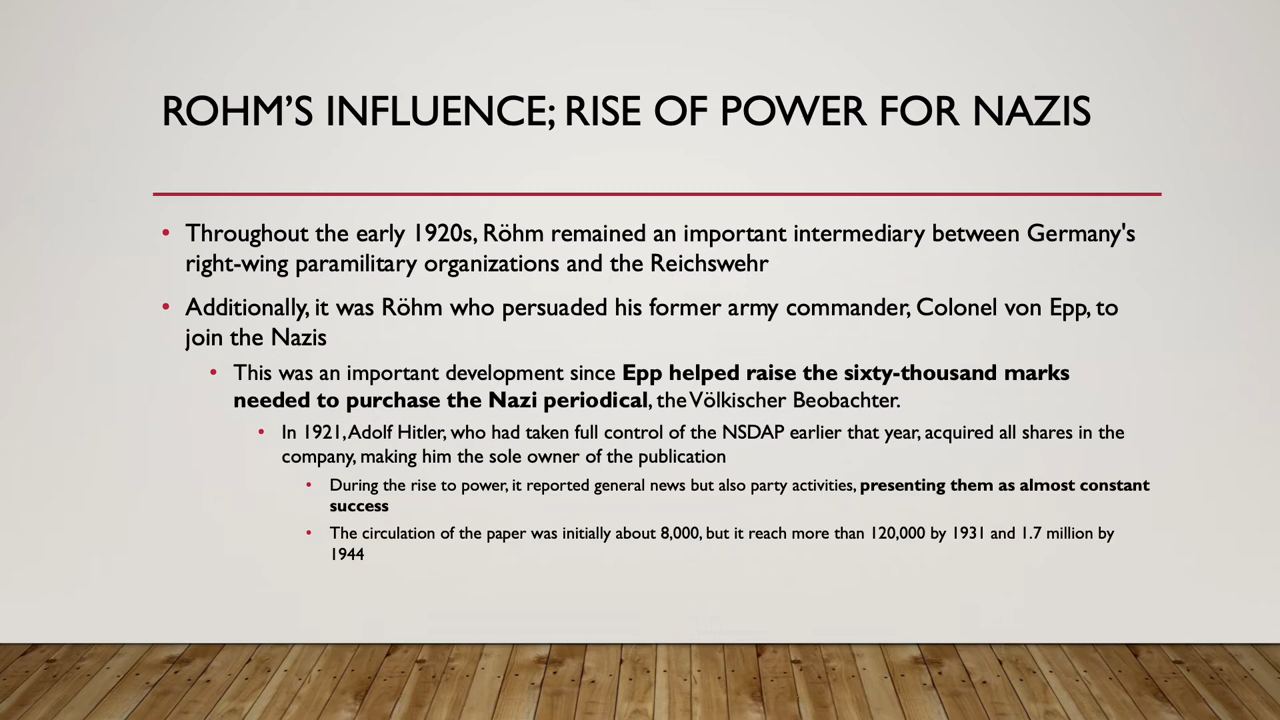 ROHM’S INFLUENCE; RISE OF POWER FOR NAZIS
• Throughout the early 1920s, Röhm remained an important intermediary between Germany's
right-wing paramilitary organizations and the Reichswehr
• Additionally, it was Röhm who persuaded his former army commander, Colonel von Epp, to
join the Nazis
• This was an important development since Epp helped raise the sixty-thousand marks
needed to purchase the Nazi periodical, the Völkischer Beobachter.
• In 1921, Adolf Hitler, who had taken full control of the NSDAP earlier that year, acquired all shares in the
company, making him the sole owner of the publication
• During the rise to power, it reported general news but also party activities, presenting them as almost constant
success
• The circulation of the paper was initially about 8,000, but it reach more than 120,000 by 1931 and 1.7 million by
1944